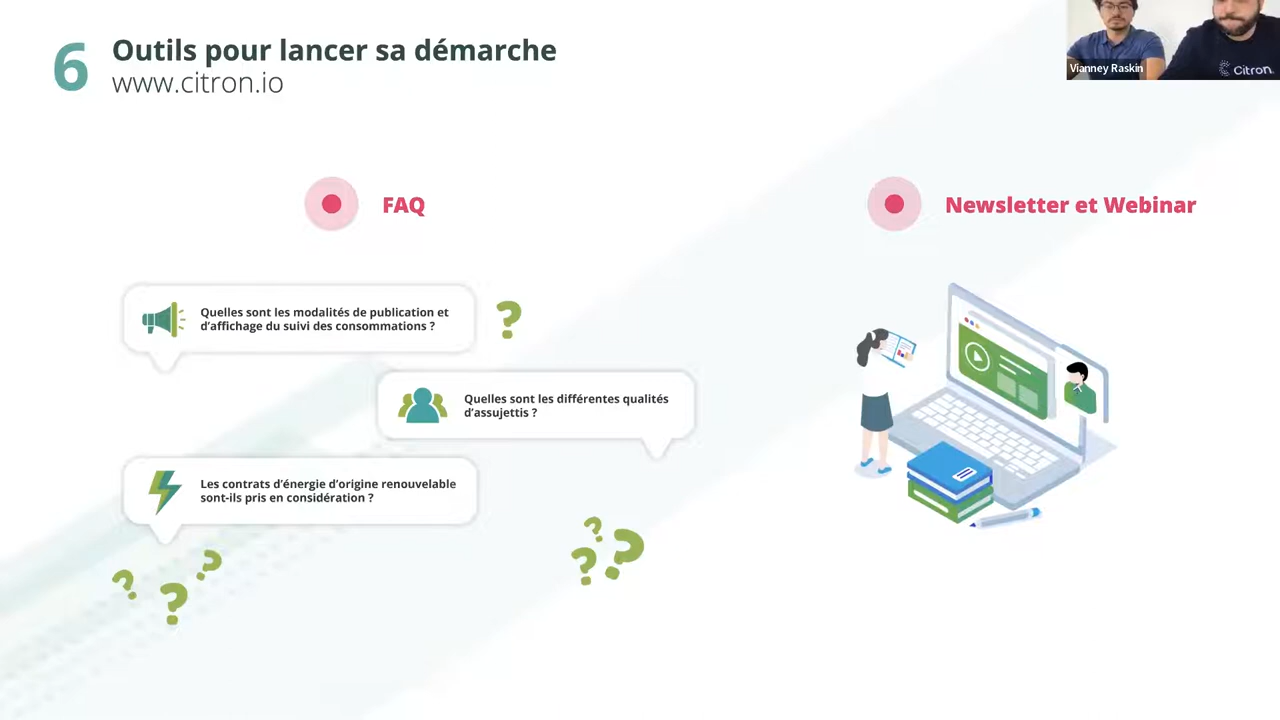 6
Outils pour lancer sa démarche
www.citron.io
Vianney Raskin
Citron
FAQ
Newsletter et Webinar
Quelles sont les modalités de publication et
d’affichage du suivi des consommations ?
?
Quelles sont les différentes qualités
d’assujettis ?
Les contrats d’énergie d’origine renouvelable
sont-ils pris en considération ?
? ? ?
? ? ?